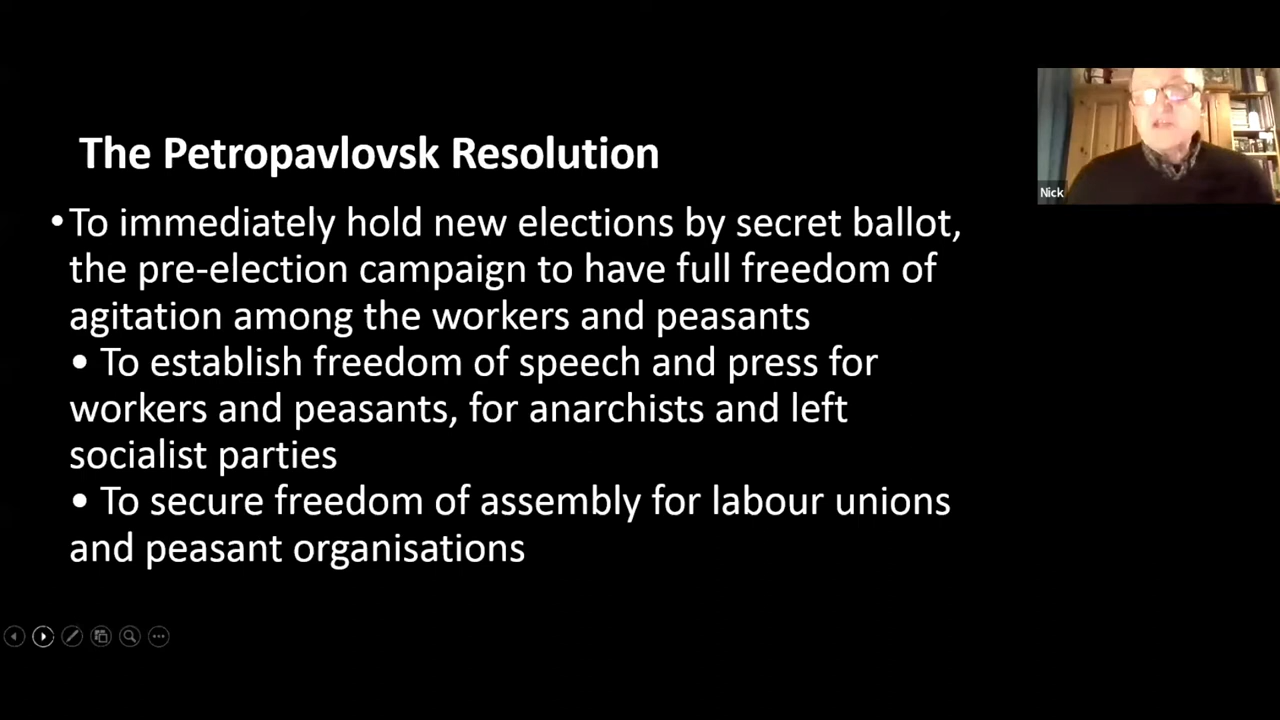 The Petropavlovsk Resolution
Nick
•To immediately hold new elections by secret ballot,
the pre-election campaign to have full freedom of
agitation among the workers and peasants
• To establish freedom of speech and press for
workers and peasants, for anarchists and left
socialist parties
• To secure freedom of assembly for labour unions
and peasant organisations